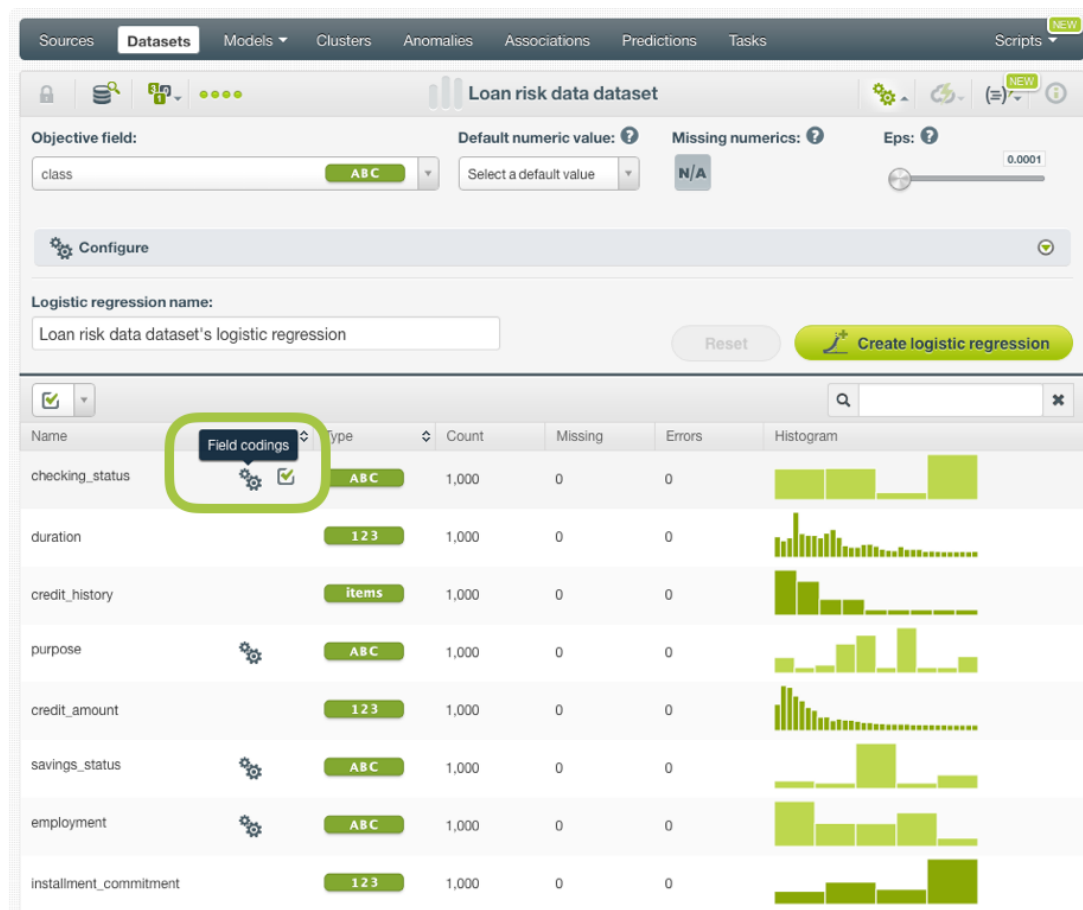 NEW
Sources Datasets Models Clusters Anomalies Associations Predictions Tasks Scripts
Loan risk data dataset NEW
Objective field: Default numeric value: ? Missing numerics: ? Eps: ?
0.0001
class ABC Select a default value N/A
Configure
Logistic regression name:
Loan risk data dataset's logistic regression
Reset Create logistic regression
Name Field codings Type Count Missing Errors Histogram
checking_status ABC 1,000 0 0
duration 123 1,000 0 0
credit_history items 1,000 0 0
purpose ABC 1,000 0 0
credit_amount 123 1,000 0 0
savings_status ABC 1,000 0 0
employment ABC 1,000 0 0
installment_commitment 123 1,000 0 0